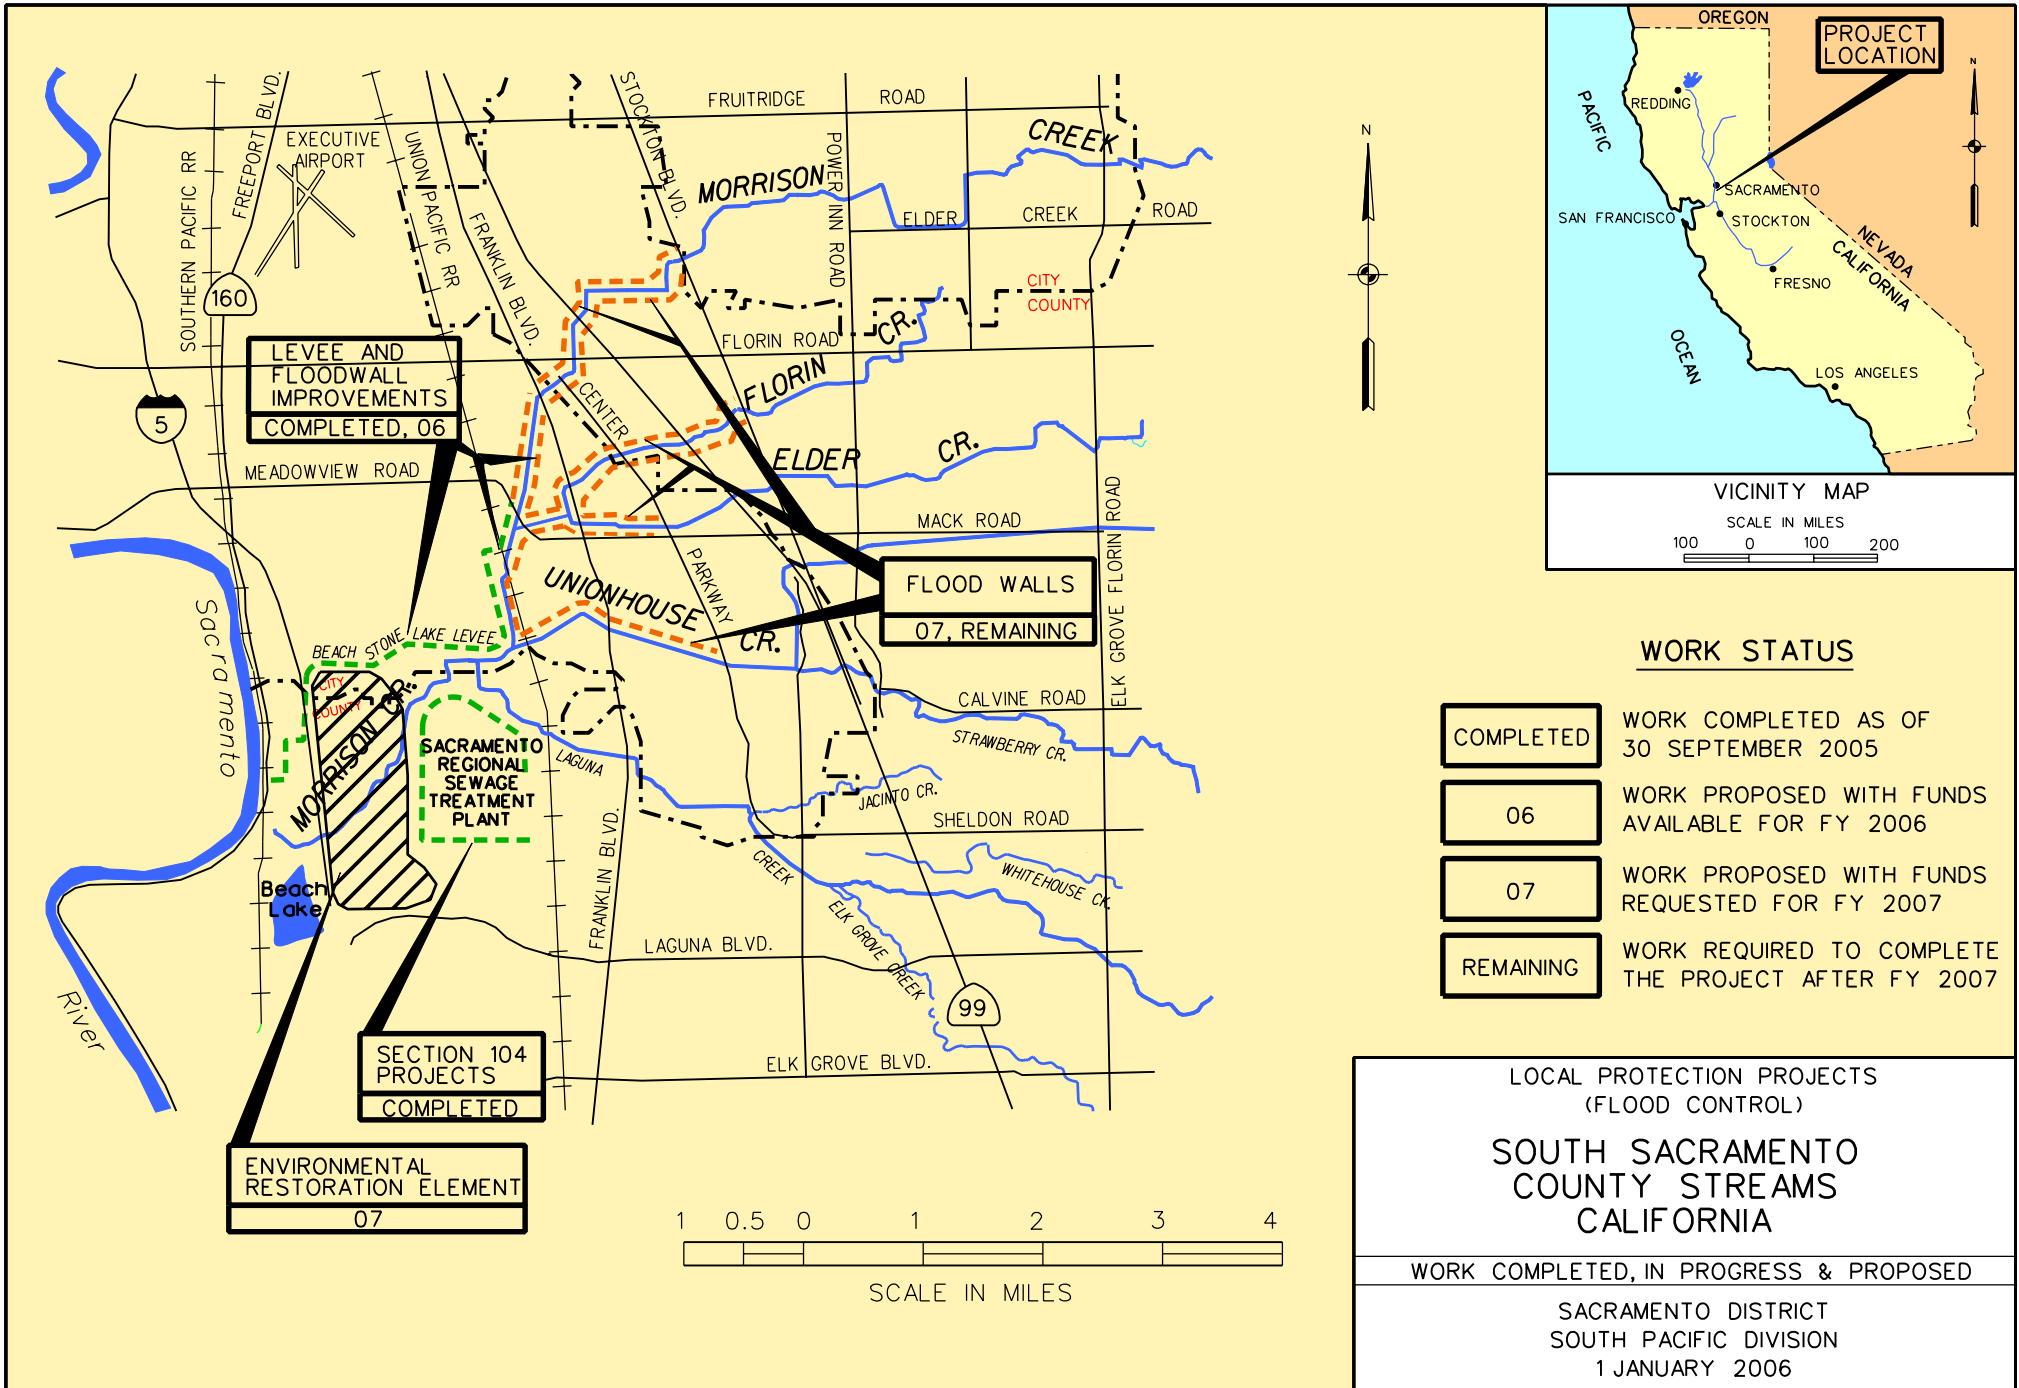 FRUITRIDGE ROAD
EXECUTIVE
AIRPORT
FREEPORT BLVD.
SOUTHERN PACIFIC RR
UNION PACIFIC RR
FRANKLIN BLVD.
STOCKTON BLVD.
POWER INN ROAD
MORRISON CREEK
ELDER CREEK ROAD
CITY
COUNTY
160
5
FLORIN ROAD
FLORIN CR.
CENTER
PARKWAY
LEVEE AND
FLOODWALL
IMPROVEMENTS
COMPLETED, 06
MEADOWVIEW ROAD
ELDER CR.
MACK ROAD
ELK GROVE FLORIN ROAD
FLOOD WALLS
07, REMAINING
UNIONHOUSE CR.
BEACH STONE LAKE LEVEE
CITY
COUNTY
MORRISON CR.
Sacramento
River
SACRAMENTO
REGIONAL
SEWAGE
TREATMENT
PLANT
LAGUNA
CREEK
CALVINE ROAD
STRAWBERRY CR.
JACINTO CR.
SHELDON ROAD
WHITEHOUSE CK.
ELK GROVE CREEK
FRANKLIN BLVD.
LAGUNA BLVD.
Beach
Lake
99
ELK GROVE BLVD.
SECTION 104
PROJECTS
COMPLETED
ENVIRONMENTAL
RESTORATION ELEMENT
07
1 0.5 0 1 2 3 4
SCALE IN MILES
N
OREGON
PROJECT
LOCATION
N
PACIFIC
OCEAN
REDDING
SACRAMENTO
SAN FRANCISCO
STOCKTON
NEVADA
CALIFORNIA
FRESNO
LOS ANGELES
VICINITY MAP
SCALE IN MILES
100 0 100 200
WORK STATUS
COMPLETED
WORK COMPLETED AS OF
30 SEPTEMBER 2005
06
WORK PROPOSED WITH FUNDS
AVAILABLE FOR FY 2006
07
WORK PROPOSED WITH FUNDS
REQUESTED FOR FY 2007
REMAINING
WORK REQUIRED TO COMPLETE
THE PROJECT AFTER FY 2007
LOCAL PROTECTION PROJECTS
(FLOOD CONTROL)
SOUTH SACRAMENTO
COUNTY STREAMS
CALIFORNIA
WORK COMPLETED, IN PROGRESS & PROPOSED
SACRAMENTO DISTRICT
SOUTH PACIFIC DIVISION
1 JANUARY 2006